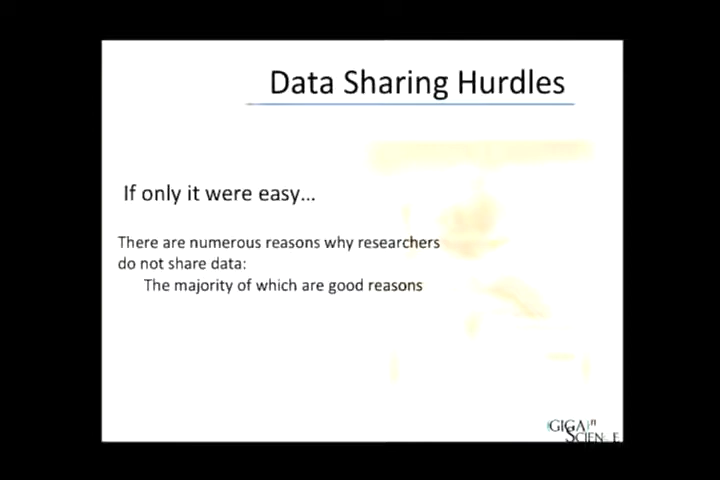 Data Sharing Hurdles
If only it were easy...
There are numerous reasons why researchers
do not share data:
The majority of which are good reasons
GIGA)n
SCIENCE